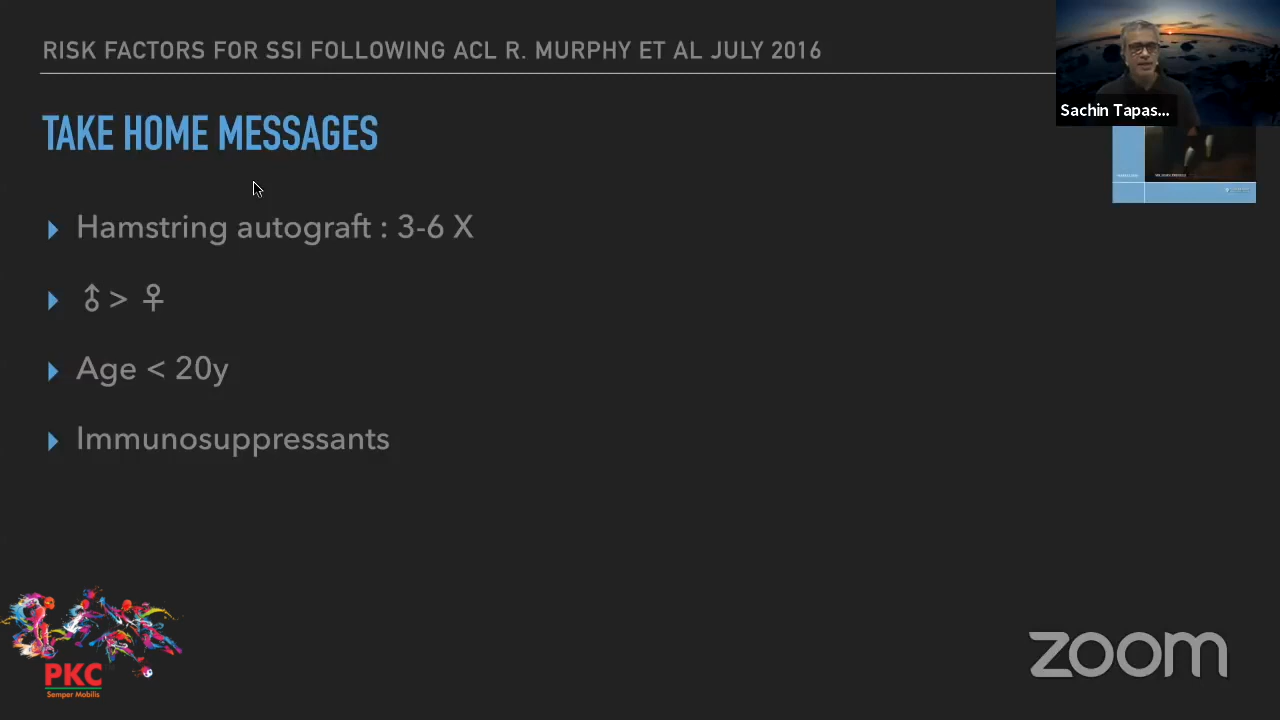 RISK FACTORS FOR SSI FOLLOWING ACL R. MURPHY ET AL JULY 2016
Sachin Tapas...
TAKE HOME MESSAGES
Hamstring autograft : 3-6 X
♂ > ♀
Age < 20y
Immunosuppressants
PKC
Semper Mobilis
zoom